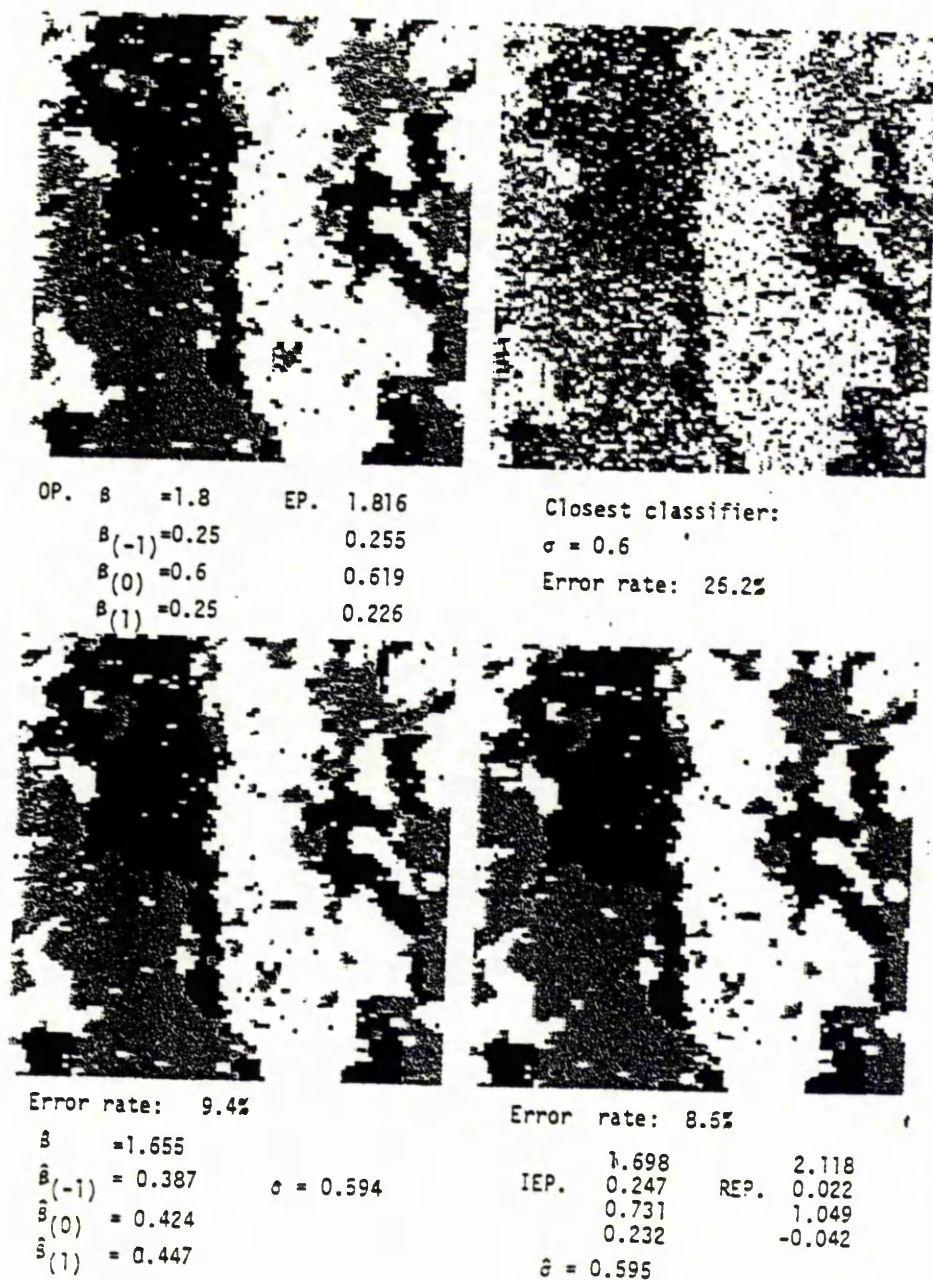 OP. β =1.8 EP. 1.816
β(-1)=0.25 0.255
β(0) =0.6 0.619
β(1) =0.25 0.226
Closest classifier:
σ = 0.6
Error rate: 25.2%
Error rate: 9.4%
β̂ =1.655
β̂(-1) = 0.387 σ = 0.594
β̂(0) = 0.424
β̂(1) = 0.447
Error rate: 8.5%
1.698 2.118
IEP. 0.247 REP. 0.022
0.731 1.049
0.232 -0.042
σ̂ = 0.595